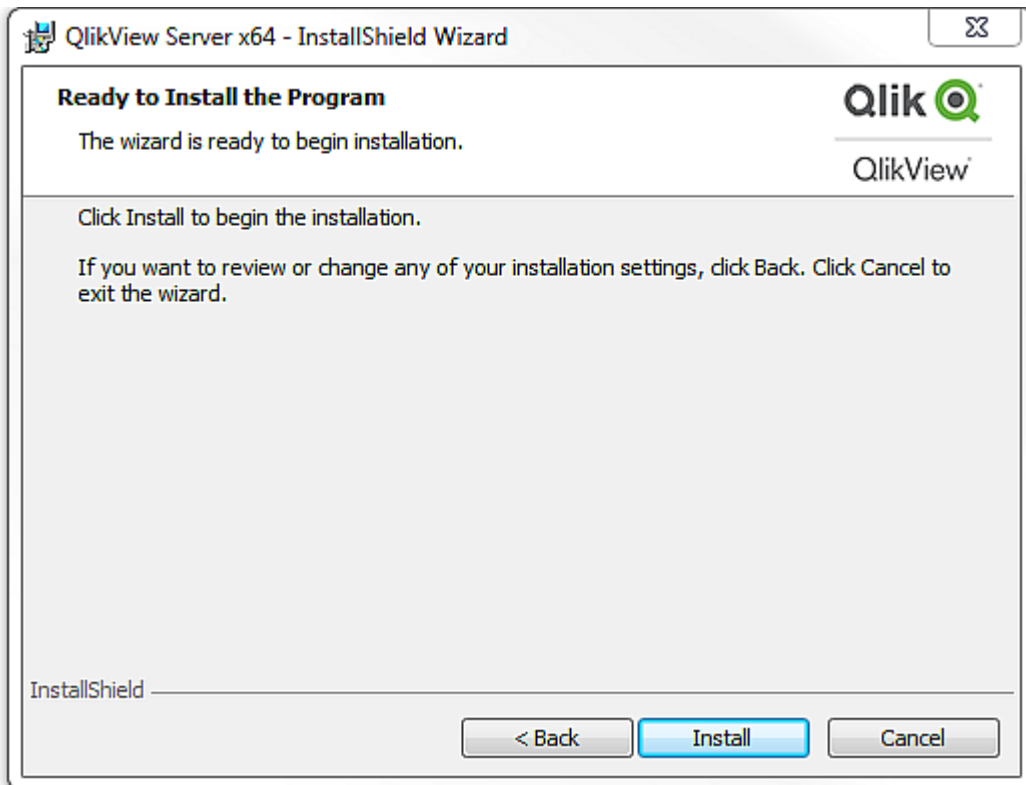 QlikView Server x64 - InstallShield Wizard
Ready to Install the Program
The wizard is ready to begin installation.
Qlik
QlikView
Click Install to begin the installation.
If you want to review or change any of your installation settings, click Back. Click Cancel to
exit the wizard.
InstallShield
< Back
Install
Cancel